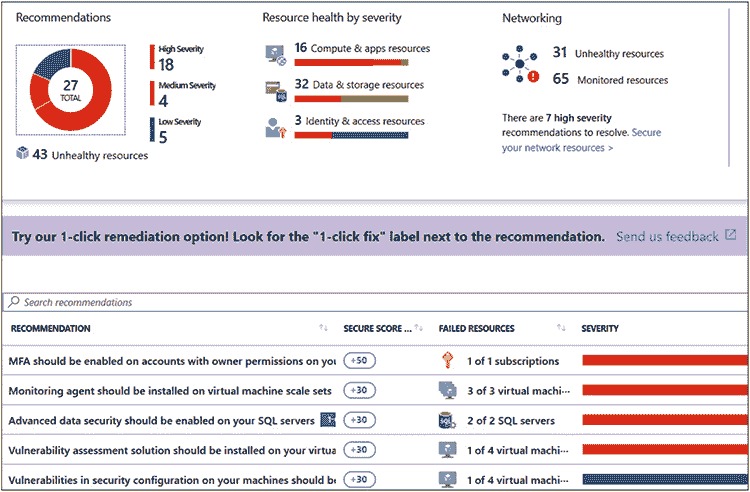 Recommendations
27
TOTAL
High Severity
18
Medium Severity
4
Low Severity
5
43 Unhealthy resources
Resource health by severity
16 Compute & apps resources
32 Data & storage resources
SQL
3 Identity & access resources
Networking
31 Unhealthy resources
65 Monitored resources
There are 7 high severity
recommendations to resolve. Secure
your network resources >
Try our 1-click remediation option! Look for the "1-click fix" label next to the recommendation. Send us feedback
Search recommendations
RECOMMENDATION SECURE SCORE ... FAILED RESOURCES SEVERITY
MFA should be enabled on accounts with owner permissions on you +50 1 of 1 subscriptions
Monitoring agent should be installed on virtual machine scale sets +30 3 of 3 virtual machi...
Advanced data security should be enabled on your SQL servers +30 SQL 2 of 2 SQL servers
Vulnerability assessment solution should be installed on your virtua +30 1 of 4 virtual machi...
Vulnerabilities in security configuration on your machines should be +30 1 of 4 virtual machi...